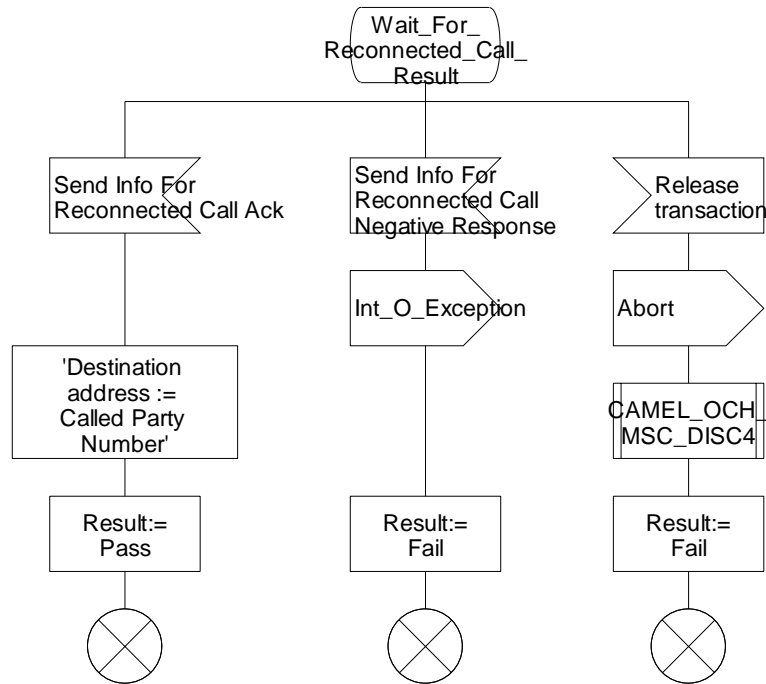 Wait_For_
Reconnected_Call_
Result
Send Info For
Reconnected Call Ack
Send Info For
Reconnected Call
Negative Response
Release
transaction
Int_O_Exception
Abort
'Destination
address :=
Called Party
Number'
CAMEL_OCH_
MSC_DISC4
Result:=
Pass
Result:=
Fail
Result:=
Fail